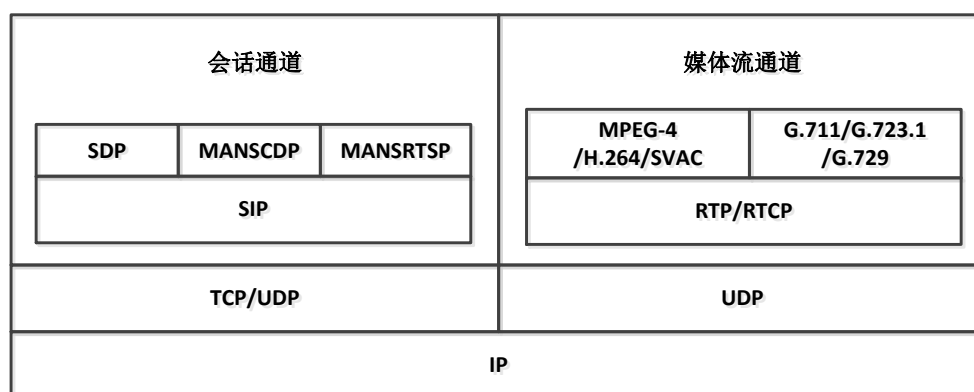 会话通道
媒体流通道
SDP
MANSCDP
MANSRTSP
SIP
MPEG-4
/H.264/SVAC
G.711/G.723.1
/G.729
RTP/RTCP
TCP/UDP
UDP
IP